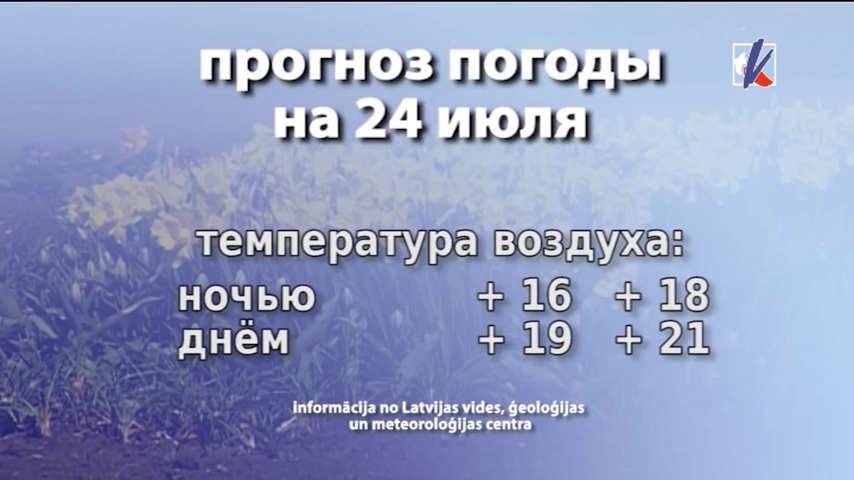 прогноз погоды
на 24 июля
температура воздуха:
ночью + 16 + 18
днём + 19 + 21
informācija no Latvijas vides, ģeoloģijas
un meteoroloģijas centra